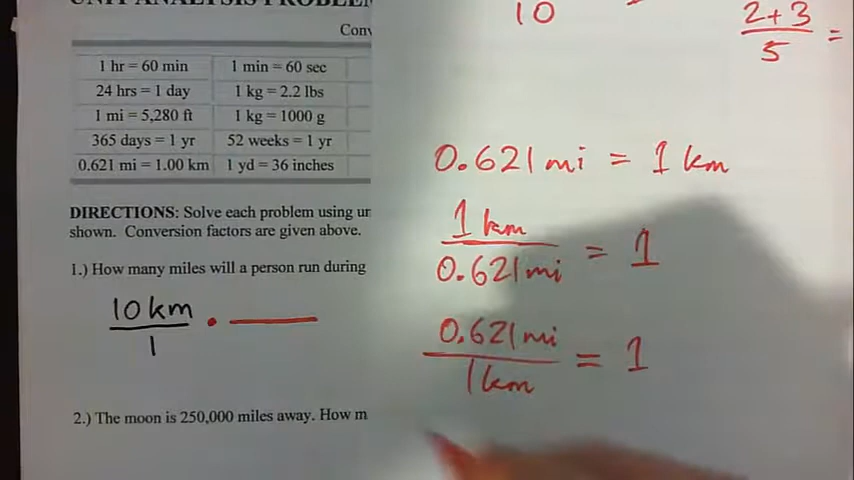 UNIT ANALYSIS PROBLEM
Conv
1 hr = 60 min 1 min = 60 sec
24 hrs = 1 day 1 kg = 2.2 lbs
1 mi = 5,280 ft 1 kg = 1000 g
365 days = 1 yr 52 weeks = 1 yr
0.621 mi = 1.00 km 1 yd = 36 inches
DIRECTIONS: Solve each problem using un
shown. Conversion factors are given above.
1.) How many miles will a person run during
10 km
1
·
2.) The moon is 250,000 miles away. How m
10
2+3
5
=
0.621 mi = 1 km
1 km
0.621 mi
= 1
0.621 mi
1 km
= 1